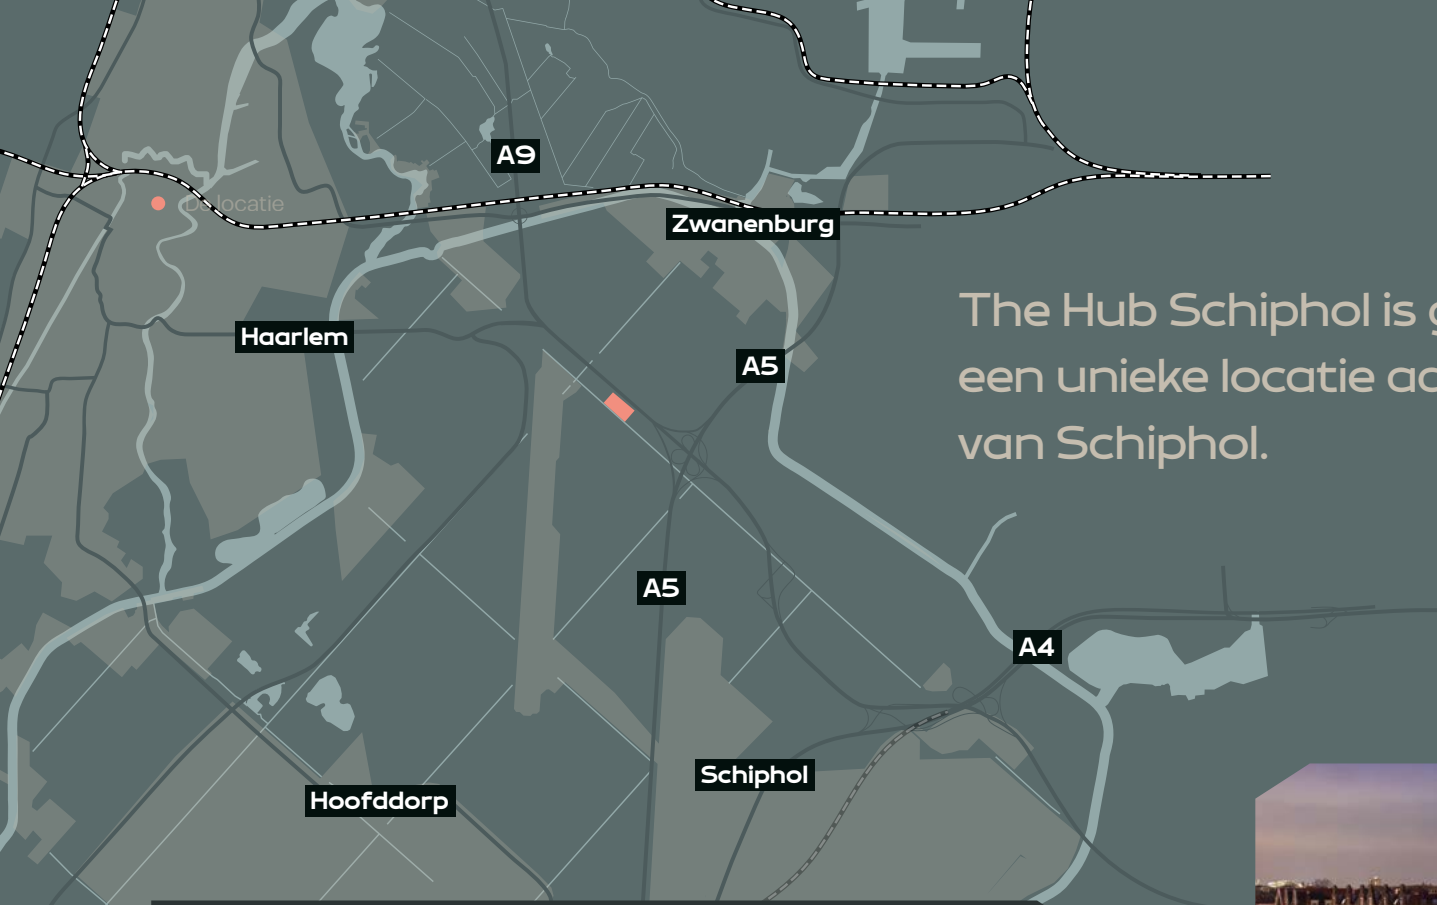 A9
De locatie
Zwanenburg
The Hub Schiphol is
Haarlem
A5
een unieke locatie
van Schiphol.
A5
A4
Schiphol
Hoofddorp